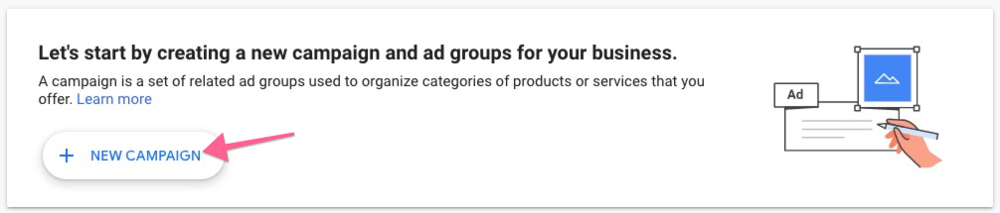 Let's start by creating a new campaign and ad groups for your business.
A campaign is a set of related ad groups used to organize categories of products or services that you
offer. Learn more
Ad
+ NEW CAMPAIGN